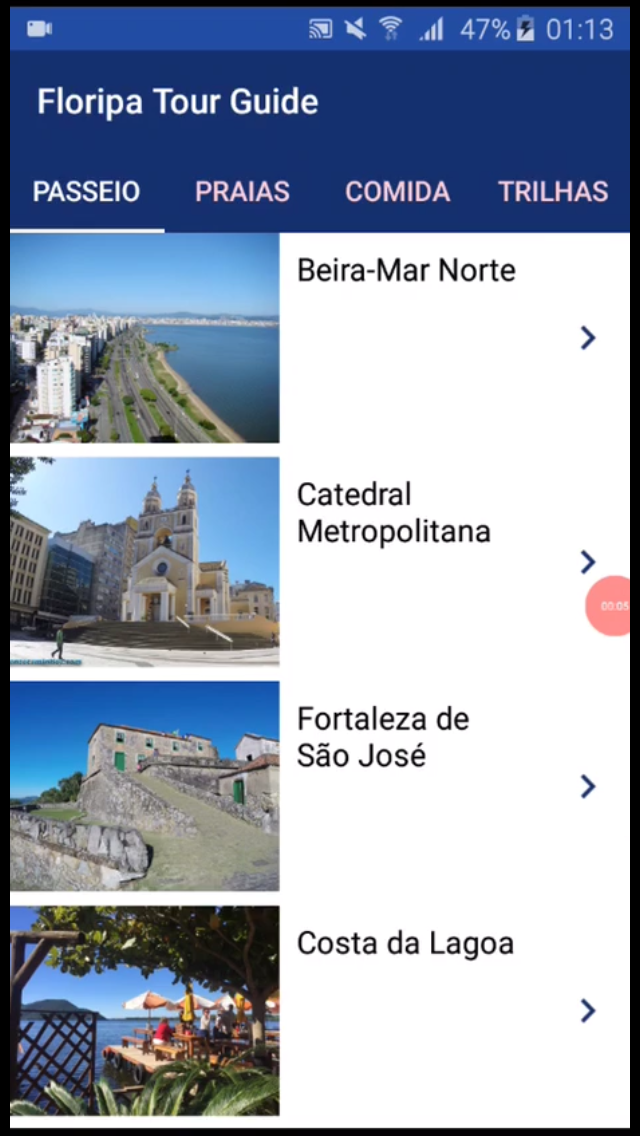 47% 01:13
Floripa Tour Guide
PASSEIO PRAIAS COMIDA TRILHAS
Beira-Mar Norte
Catedral
Metropolitana
00:05
Fortaleza de
São José
Costa da Lagoa